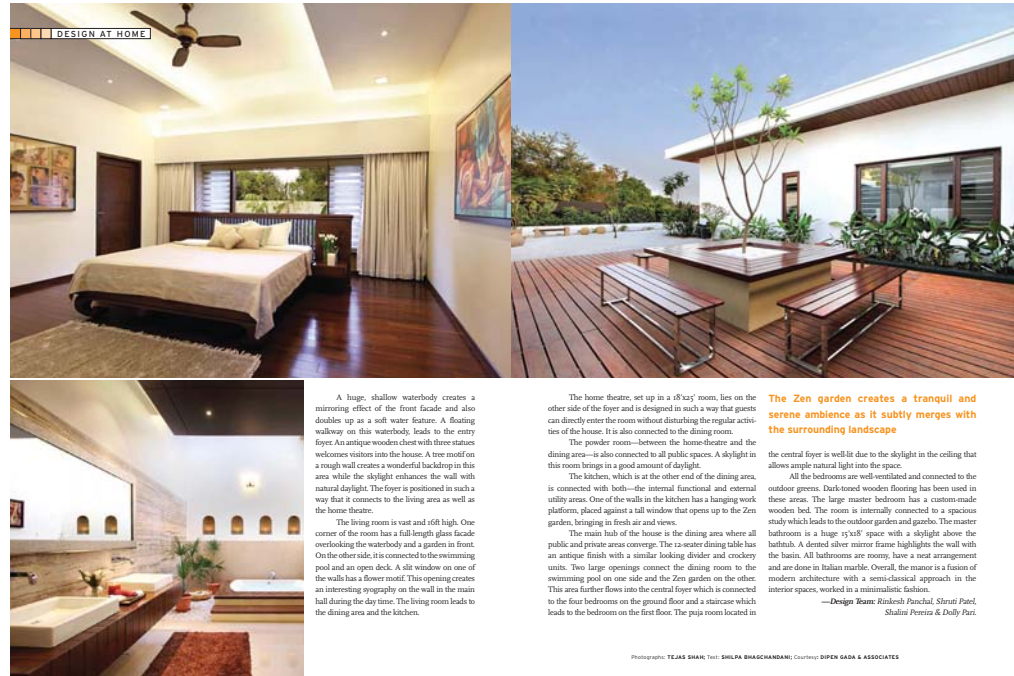 DESIGN AT HOME
A huge, shallow waterbody creates a
mirroring effect of the front facade and also
doubles up as a soft water feature. A floating
walkway on this waterbody, leads to the entry
foyer. An antique wooden chest with three statues
welcomes visitors into the house. A tree motif on
a rough wall creates a wonderful backdrop in this
area while the skylight enhances the wall with
natural daylight. The foyer is positioned in such a
way that it connects to the living area as well as
the home theatre.
The living room is vast and 16ft high. One
corner of the room has a full-length glass facade
overlooking the waterbody and a garden in front.
On the other side, it is connected to the swimming
pool and an open deck. A slit window on one of
the walls has a flower motif. This opening creates
an interesting syography on the wall in the main
hall during the day time. The living room leads to
the dining area and the kitchen.
The home theatre, set up in a 18'x25' room, lies on the
other side of the foyer and is designed in such a way that guests
can directly enter the room without disturbing the regular activi-
ties of the house. It is also connected to the dining room.
The powder room—between the home-theatre and the
dining area—is also connected to all public spaces. A skylight in
this room brings in a good amount of daylight.
The kitchen, which is at the other end of the dining area,
is connected with both—the internal functional and external
utility areas. One of the walls in the kitchen has a hanging work
platform, placed against a tall window that opens up to the Zen
garden, bringing in fresh air and views.
The main hub of the house is the dining area where all
public and private areas converge. The 12-seater dining table has
an antique finish with a similar looking divider and crockery
units. Two large openings connect the dining room to the
swimming pool on one side and the Zen garden on the other.
This area further flows into the central foyer which is connected
to the four bedrooms on the ground floor and a staircase which
leads to the bedroom on the first floor. The puja room located in
The Zen garden creates a tranquil and
serene ambience as it subtly merges with
the surrounding landscape
the central foyer is well-lit due to the skylight in the ceiling that
allows ample natural light into the space.
All the bedrooms are well-ventilated and connected to the
outdoor greens. Dark-toned wooden flooring has been used in
these areas. The large master bedroom has a custom-made
wooden bed. The room is internally connected to a spacious
study which leads to the outdoor garden and gazebo. The master
bathroom is a huge 15'x18' space with a skylight above the
bathtub. A dented silver mirror frame highlights the wall with
the basin. All bathrooms are roomy, have a neat arrangement
and are done in Italian marble. Overall, the manor is a fusion of
modern architecture with a semi-classical approach in the
interior spaces, worked in a minimalistic fashion.
—Design Team: Rinkesh Panchal, Shruti Patel,
Shalini Pereira & Dolly Pari.
Photographs: TEJAS SHAH; Text: SHILPA BHAGCHANDANI; Courtesy: DIPEN GADA & ASSOCIATES